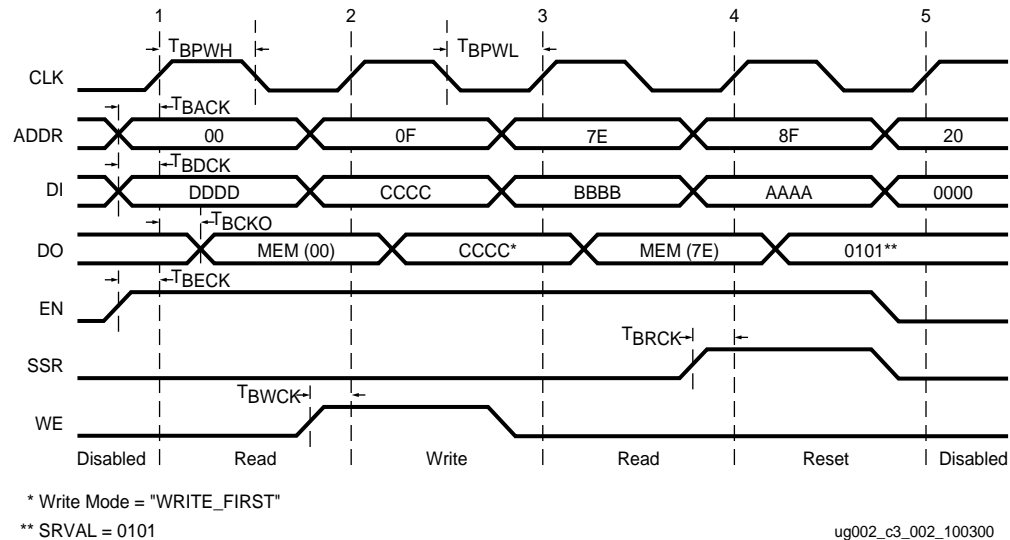 1 2 3 4 5
TBPWH TBPWL
CLK
TBACK
ADDR 00 0F 7E 8F 20
TBDCK
DI DDDD CCCC BBBB AAAA 0000
TBCKO
DO MEM (00) CCCC* MEM (7E) 0101**
TBECK
EN
TBRCK
SSR
TBWCK
WE
Disabled Read Write Read Reset Disabled
* Write Mode = "WRITE_FIRST"
** SRVAL = 0101 ug002_c3_002_100300